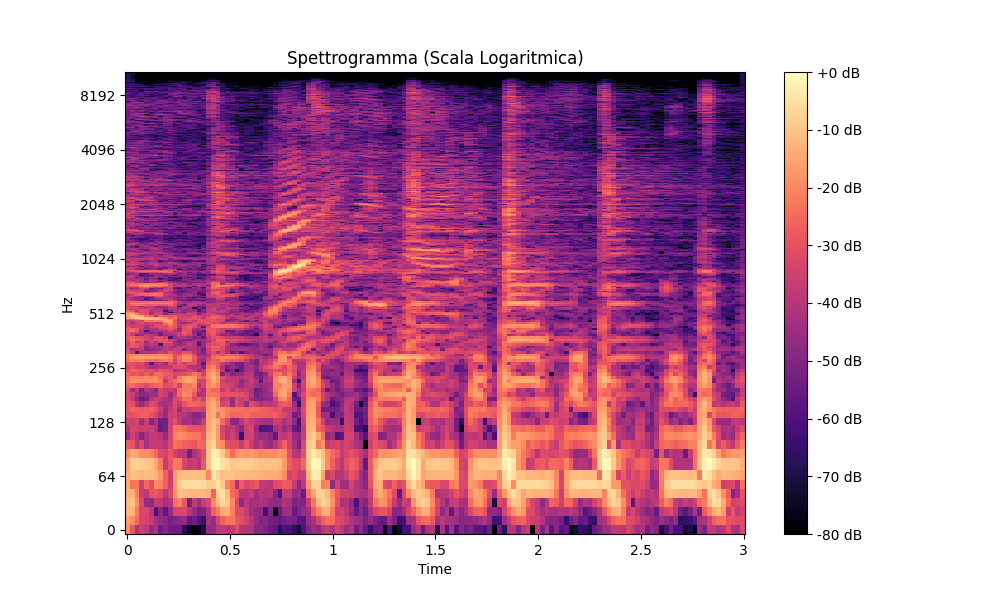 Spettrogramma (Scala Logaritmica)
Hz
8192
4096
2048
1024
512
256
128
64
0
0 0.5 1 1.5 2 2.5 3
Time
+0 dB
-10 dB
-20 dB
-30 dB
-40 dB
-50 dB
-60 dB
-70 dB
-80 dB